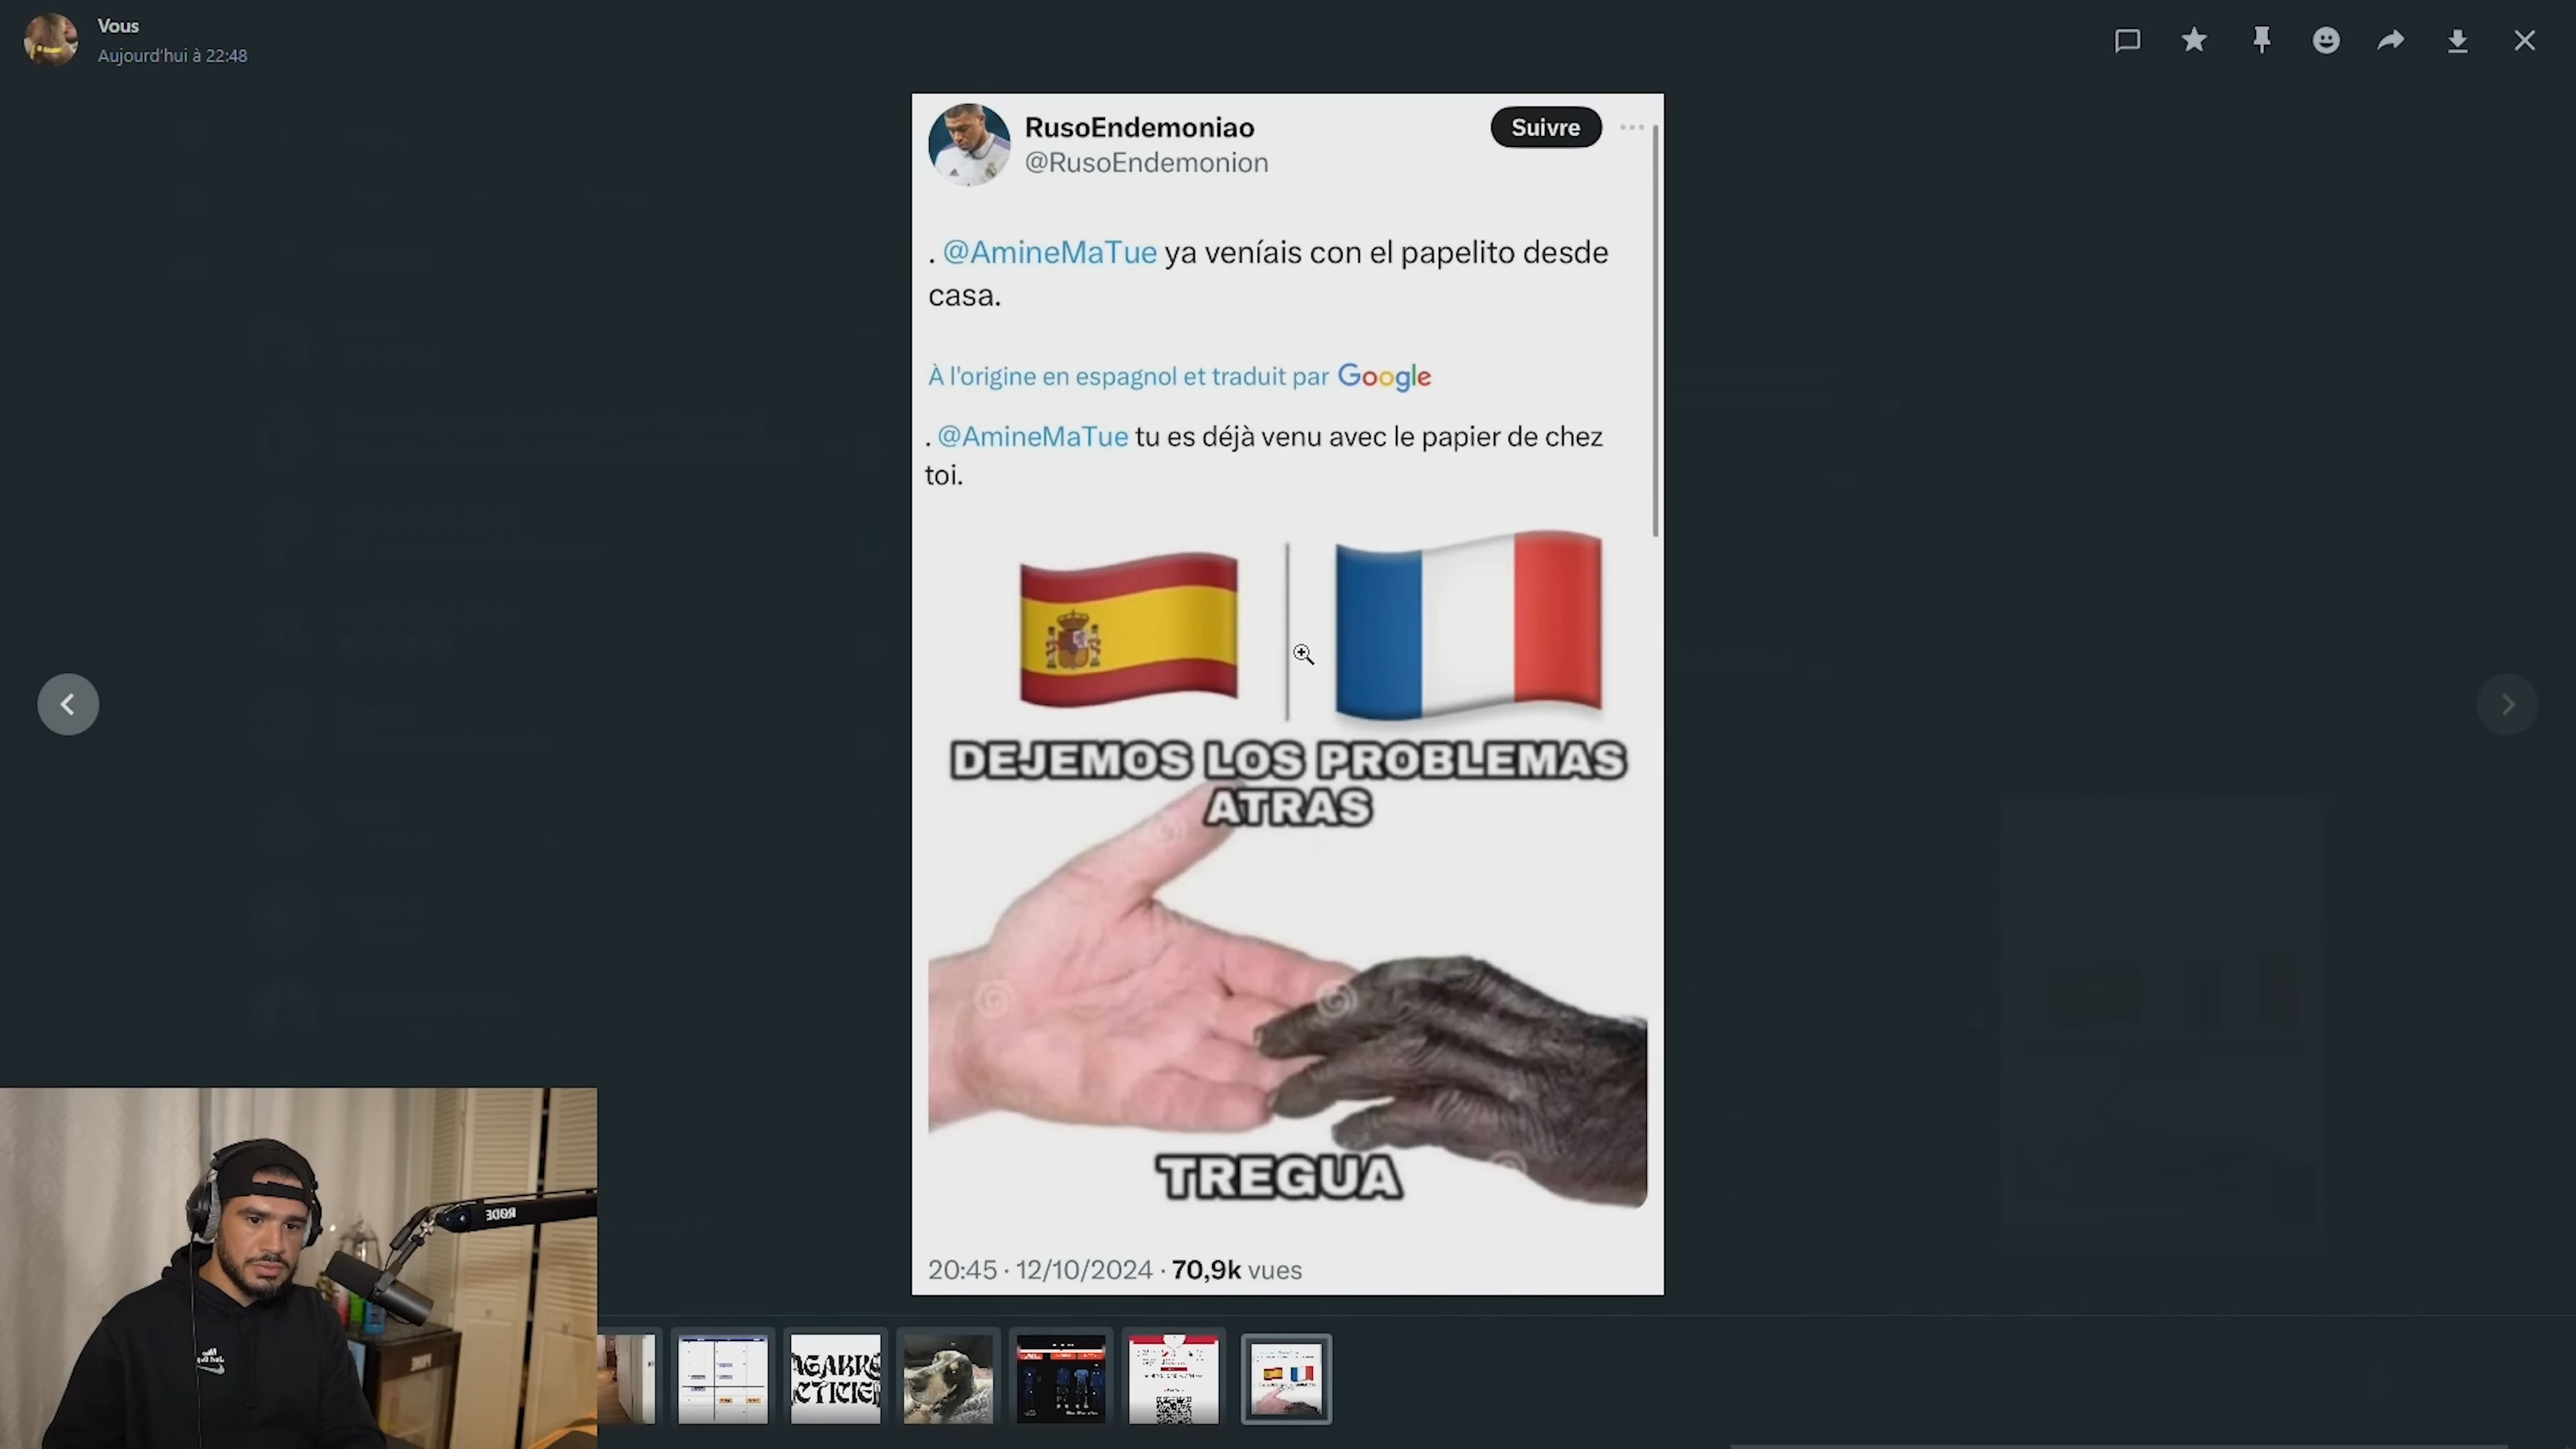 Vous
Aujourd'hui à 22:48
RusoEndemoniao
@RusoEndemonion
Suivre
. @AmineMaTue ya veníais con el papelito desde
casa.
À l'origine en espagnol et traduit par Google
. @AmineMaTue tu es déjà venu avec le papier de chez
toi.
DEJEMOS LOS PROBLEMAS
ATRAS
TREGUA
20:45 · 12/10/2024 · 70,9k vues
RØDE
PRIME